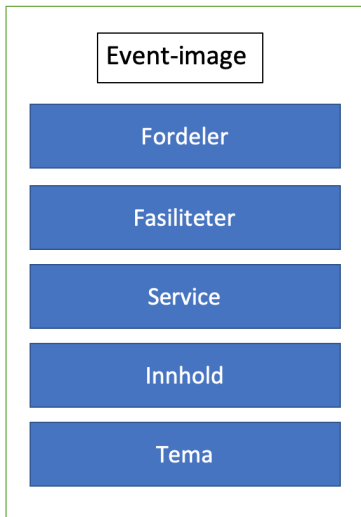 Event-image
Fordeler
Fasiliteter
Service
Innhold
Tema